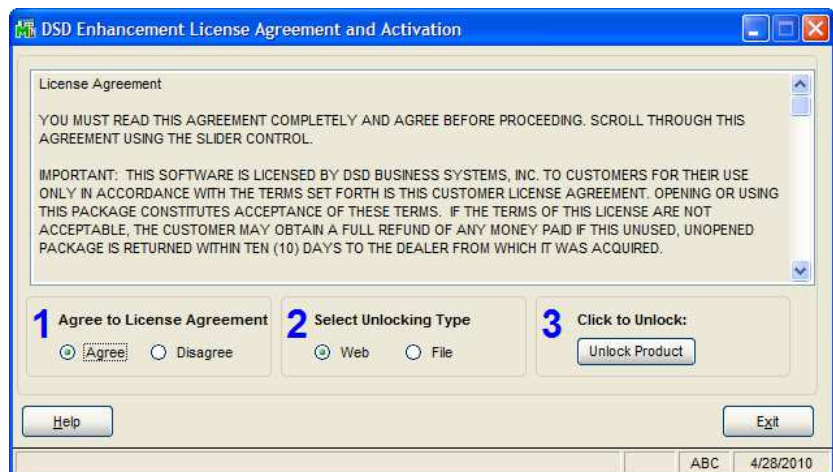 DSD Enhancement License Agreement and Activation
License Agreement
YOU MUST READ THIS AGREEMENT COMPLETELY AND AGREE BEFORE PROCEEDING. SCROLL THROUGH THIS
AGREEMENT USING THE SLIDER CONTROL.
IMPORTANT: THIS SOFTWARE IS LICENSED BY DSD BUSINESS SYSTEMS, INC. TO CUSTOMERS FOR THEIR USE
ONLY IN ACCORDANCE WITH THE TERMS SET FORTH IS THIS CUSTOMER LICENSE AGREEMENT. OPENING OR USING
THIS PACKAGE CONSTITUTES ACCEPTANCE OF THESE TERMS. IF THE TERMS OF THIS LICENSE ARE NOT
ACCEPTABLE, THE CUSTOMER MAY OBTAIN A FULL REFUND OF ANY MONEY PAID IF THIS UNUSED, UNOPENED
PACKAGE IS RETURNED WITHIN TEN (10) DAYS TO THE DEALER FROM WHICH IT WAS ACQUIRED.
1 Agree to License Agreement
Agree Disagree
2 Select Unlocking Type
Web File
3 Click to Unlock:
Unlock Product
Help Exit
ABC 4/28/2010